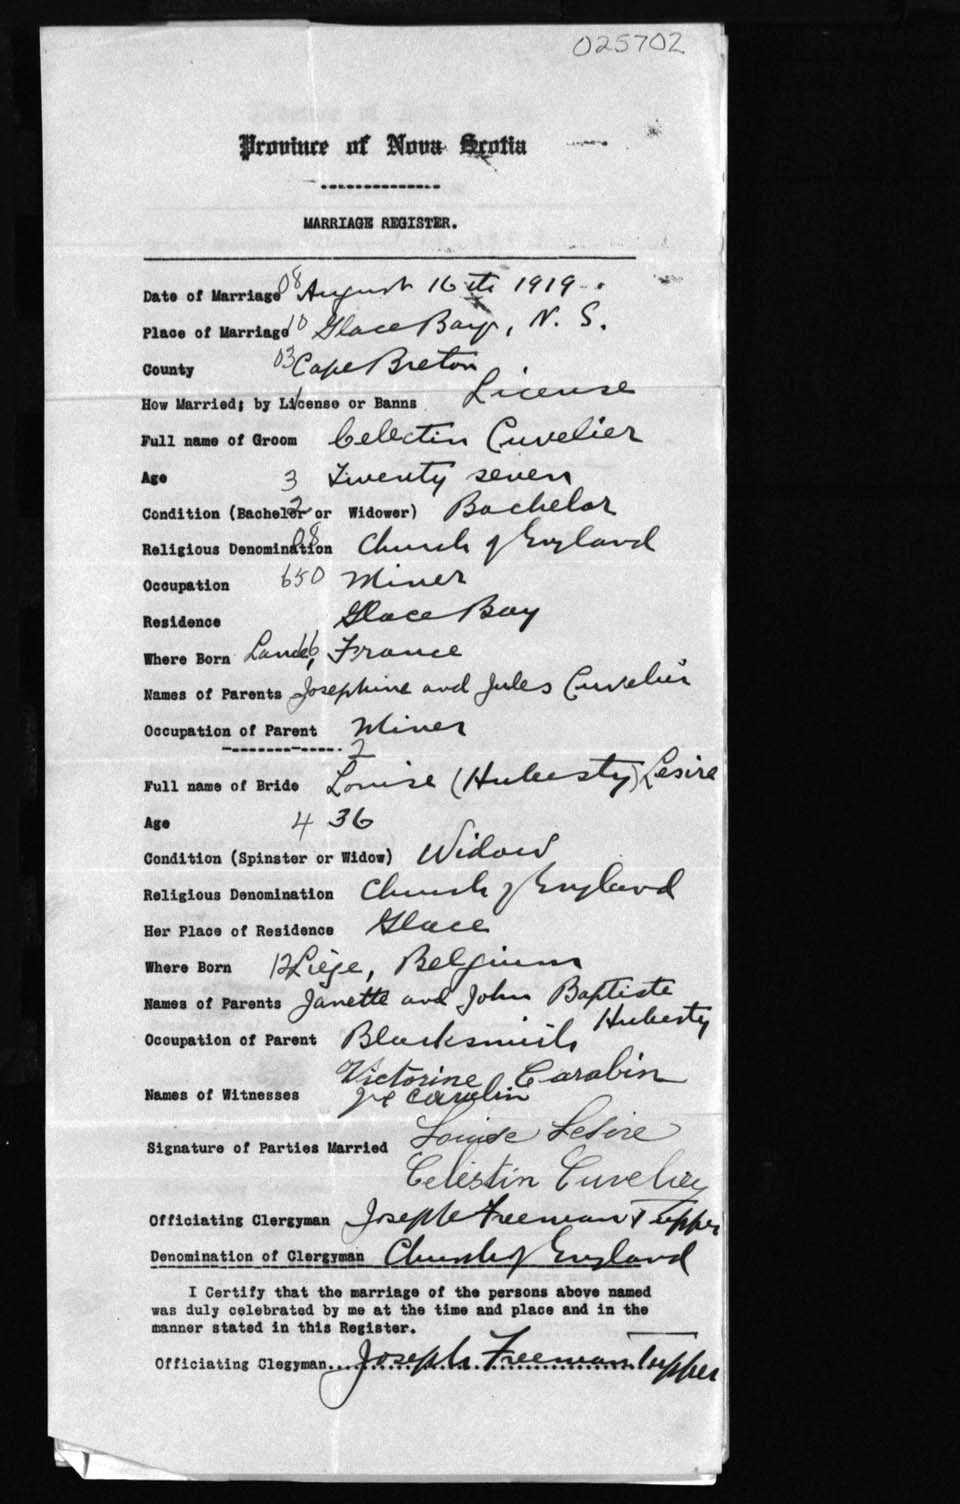 025702
Province of Nova Scotia
MARRIAGE REGISTER.
Date of Marriage 08 August 16th 1919
Place of Marriage 10 Glace Bay, N. S.
County 03 Cape Breton
How Married; by License or Banns License
Full name of Groom Celectin Cuvelier
Age 3 Twenty seven
Condition (Bachelor or Widower) 2 Bachelor
Religious Denomination 08 Church of England
Occupation 650 Miner
Residence Glace Bay
Where Born France
Names of Parents Josephine and Jules Cuvelier
Occupation of Parent Miner
2
Full name of Bride Louise (Huberty) Lesire
Age 4 36
Condition (Spinster or Widow) Widow
Religious Denomination Church of England
Her Place of Residence Glace
Where Born 12 Liège, Belgium
Names of Parents Janette and John Baptiste
Huberty
Occupation of Parent Blacksmith
Victorine Carabin
Names of Witnesses Carabin
Signature of Parties Married Louise Lesire
Célestin Cuvelier
Officiating Clergyman Joseph Freeman Tupper
Denomination of Clergyman Church of England
I Certify that the marriage of the persons above named
was duly celebrated by me at the time and place and in the
manner stated in this Register.
Officiating Clegyman..Joseph Freeman Tupper